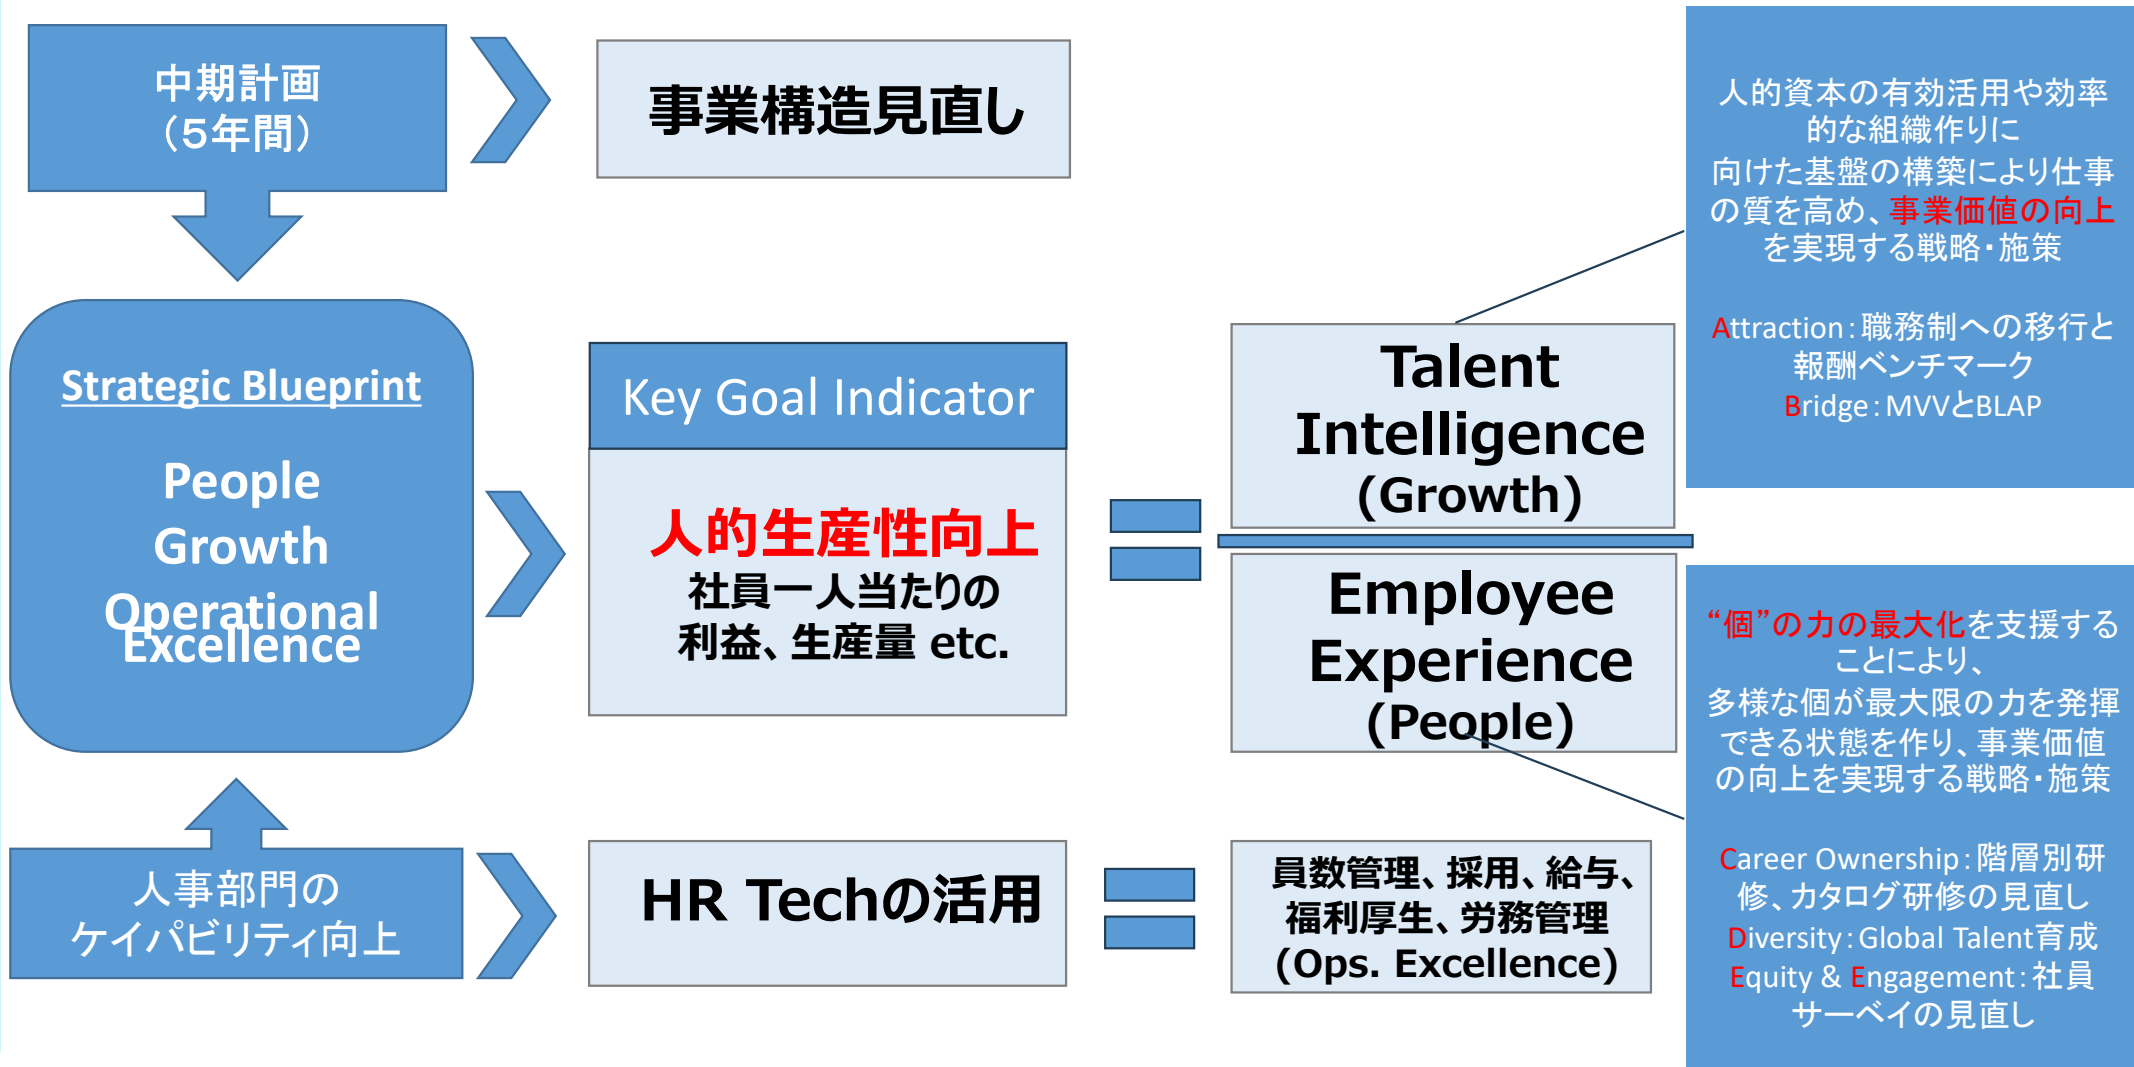 中期計画
（5年間）
事業構造見直し
Strategic Blueprint
People
Growth
Operational
Excellence
Key Goal Indicator
人的生産性向上
社員一人当たりの
利益、生産量 etc.
Talent
Intelligence
(Growth)
Employee
Experience
(People)
人的資本の有効活用や効率
的な組織作りに
向けた基盤の構築により仕事
の質を高め、事業価値の向上
を実現する戦略・施策
Attraction：職務制への移行と
報酬ベンチマーク
Bridge：MVVとBLAP
“個”の力の最大化を支援する
ことにより、
多様な個が最大限の力を発揮
できる状態を作り、事業価値
の向上を実現する戦略・施策
Career Ownership：階層別研
修、カタログ研修の見直し
Diversity：Global Talent育成
Equity & Engagement：社員
サーベイの見直し
人事部門の
ケイパビリティ向上
HR Techの活用
員数管理、採用、給与、
福利厚生、労務管理
(Ops. Excellence)